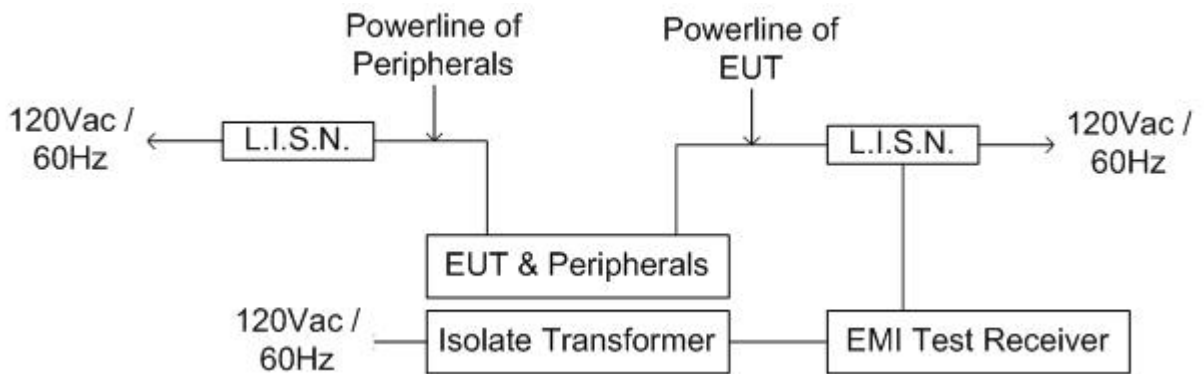 Powerline of
Peripherals
Powerline of
EUT
120Vac /
60Hz
L.I.S.N.
L.I.S.N.
120Vac /
60Hz
EUT & Peripherals
120Vac /
60Hz
Isolate Transformer
EMI Test Receiver